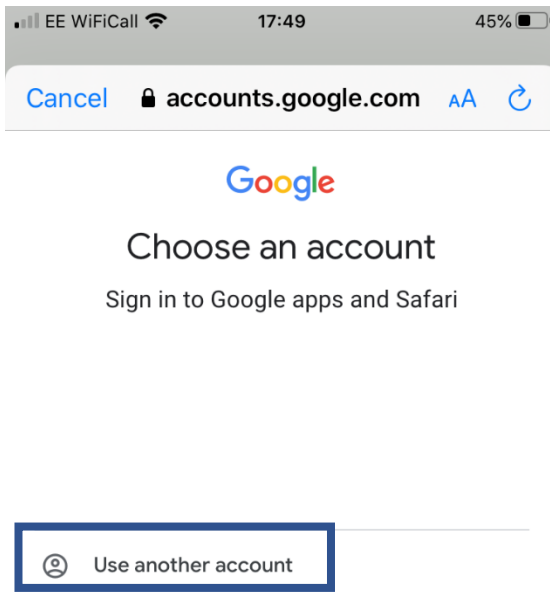 EE WiFiCall 17:49 45%
Cancel accounts.google.com AA
Google
Choose an account
Sign in to Google apps and Safari
Use another account